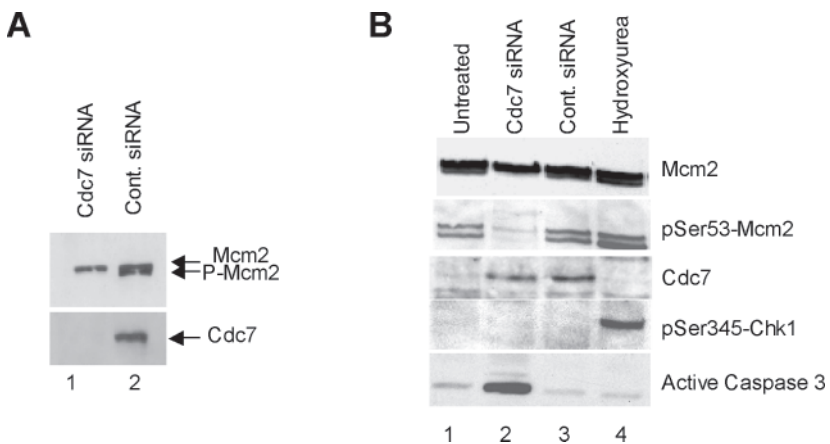 A
Cdc7 siRNA
Cont. siRNA
Mcm2
P-Mcm2
Cdc7
1 2
B
Untreated
Cdc7 siRNA
Cont. siRNA
Hydroxyurea
Mcm2
pSer53-Mcm2
Cdc7
pSer345-Chk1
Active Caspase 3
1 2 3 4